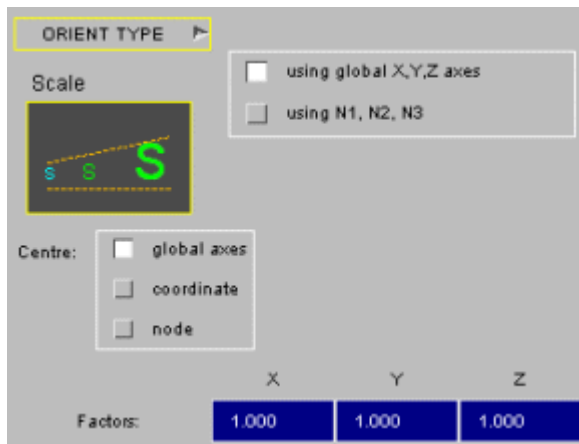 ORIENT TYPE
using global X,Y,Z axes
Scale
using N1, N2, N3
S S S
Centre:
global axes
coordinate
node
X Y Z
Factors: 1.000 1.000 1.000